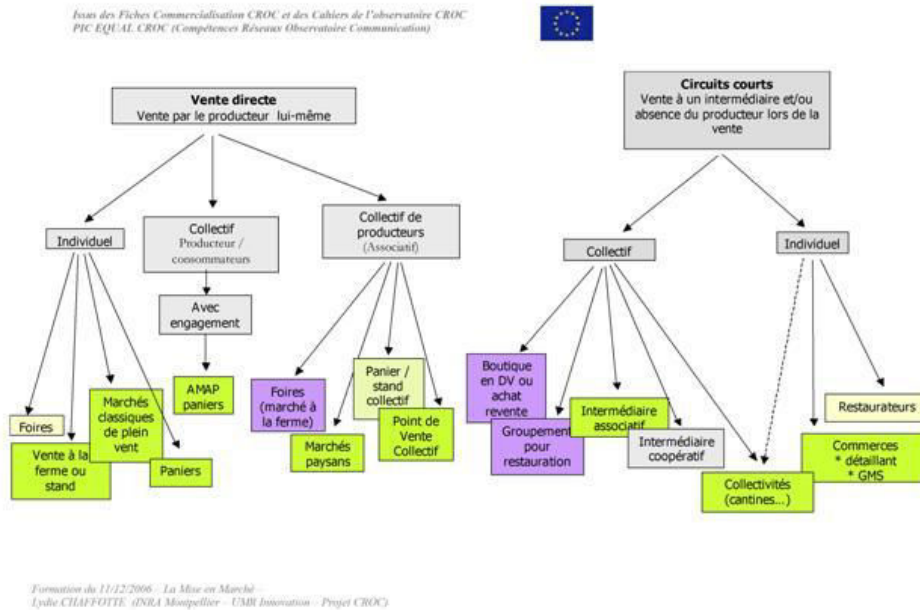 Issus des Fiches Commercialisation CROC et des Cahiers de l'observatoire CROC
PIC EQUAL CROC (Compétences Réseaux Observatoire Communication)
Vente directe
Vente par le producteur lui-même
Circuits courts
Vente à un intermédiaire et/ou
absence du producteur lors de la
vente
Individuel
Collectif
Producteur /
consommateurs
Collectif de
producteurs
(Associatif)
Collectif
Individuel
Avec
engagement
Foires
Vente à la
ferme ou
stand
Marchés
classiques
de plein
vent
Paniers
AMAP
paniers
Foires
(marché à
la ferme)
Marchés
paysans
Panier /
stand
collectif
Point de
Vente
Collectif
Boutique
en DV ou
achat
revente
Groupement
pour
restauration
Intermédiaire
associatif
Intermédiaire
coopératif
Collectivités
(cantines...)
Restaurateurs
Commerces
* détaillant
* GMS
Formation du 11/12/2006 – La Mise en Marché –
Lydie CHAFFOTTE (INRA Montpellier – UMR Innovation – Projet CROC)